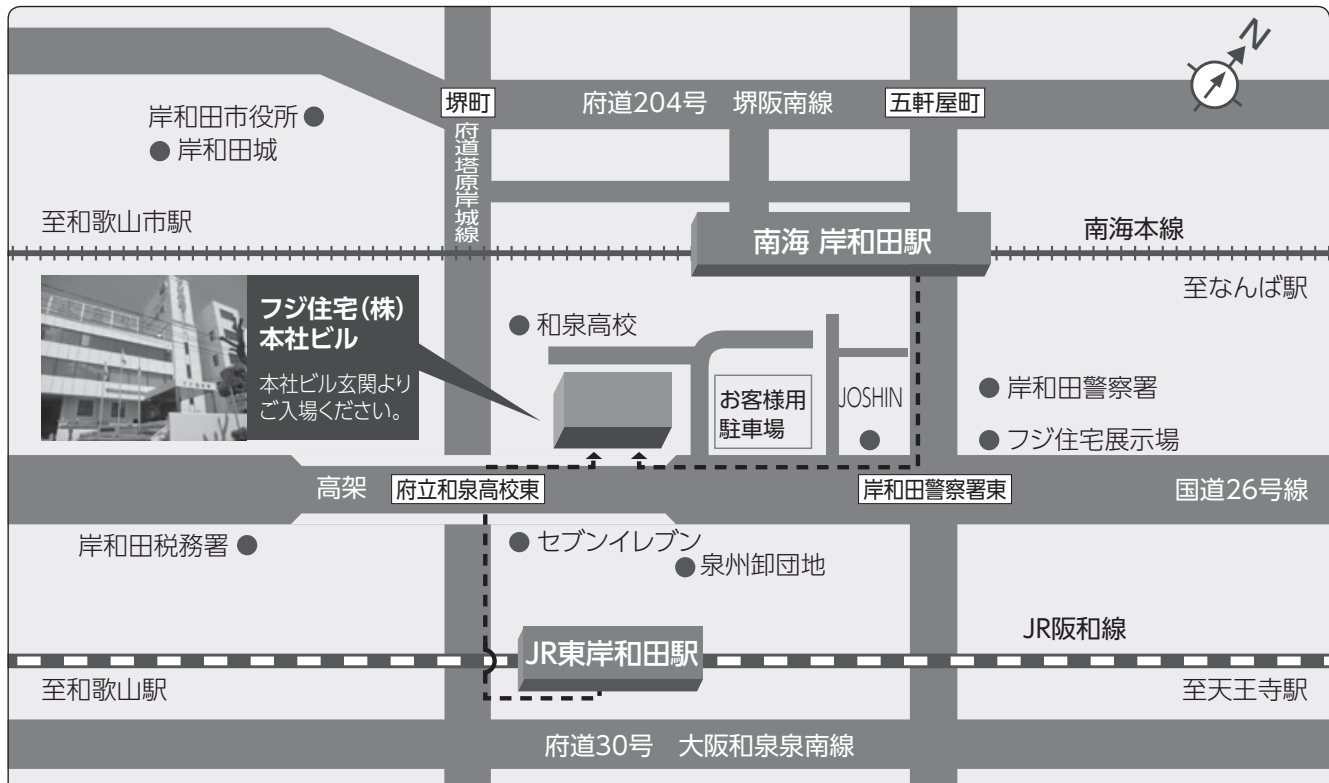 N
堺町
府道204号 堺阪南線
五軒屋町
岸和田市役所
岸和田城
府道塔原岸城線
至和歌山市駅
南海 岸和田駅
南海本線
至なんば駅
フジ住宅(株)
本社ビル
本社ビル玄関より
ご入場ください。
和泉高校
お客様用
駐車場
JOSHIN
岸和田警察署
フジ住宅展示場
高架
府立和泉高校東
岸和田警察署東
国道26号線
岸和田税務署
セブンイレブン
泉州卸団地
JR東岸和田駅
JR阪和線
至和歌山駅
至天王寺駅
府道30号 大阪和泉泉南線